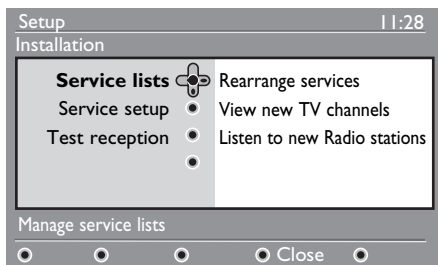 Setup 11:28
Installation
Service lists Rearrange services
Service setup View new TV channels
Test reception Listen to new Radio stations
Manage service lists
Close